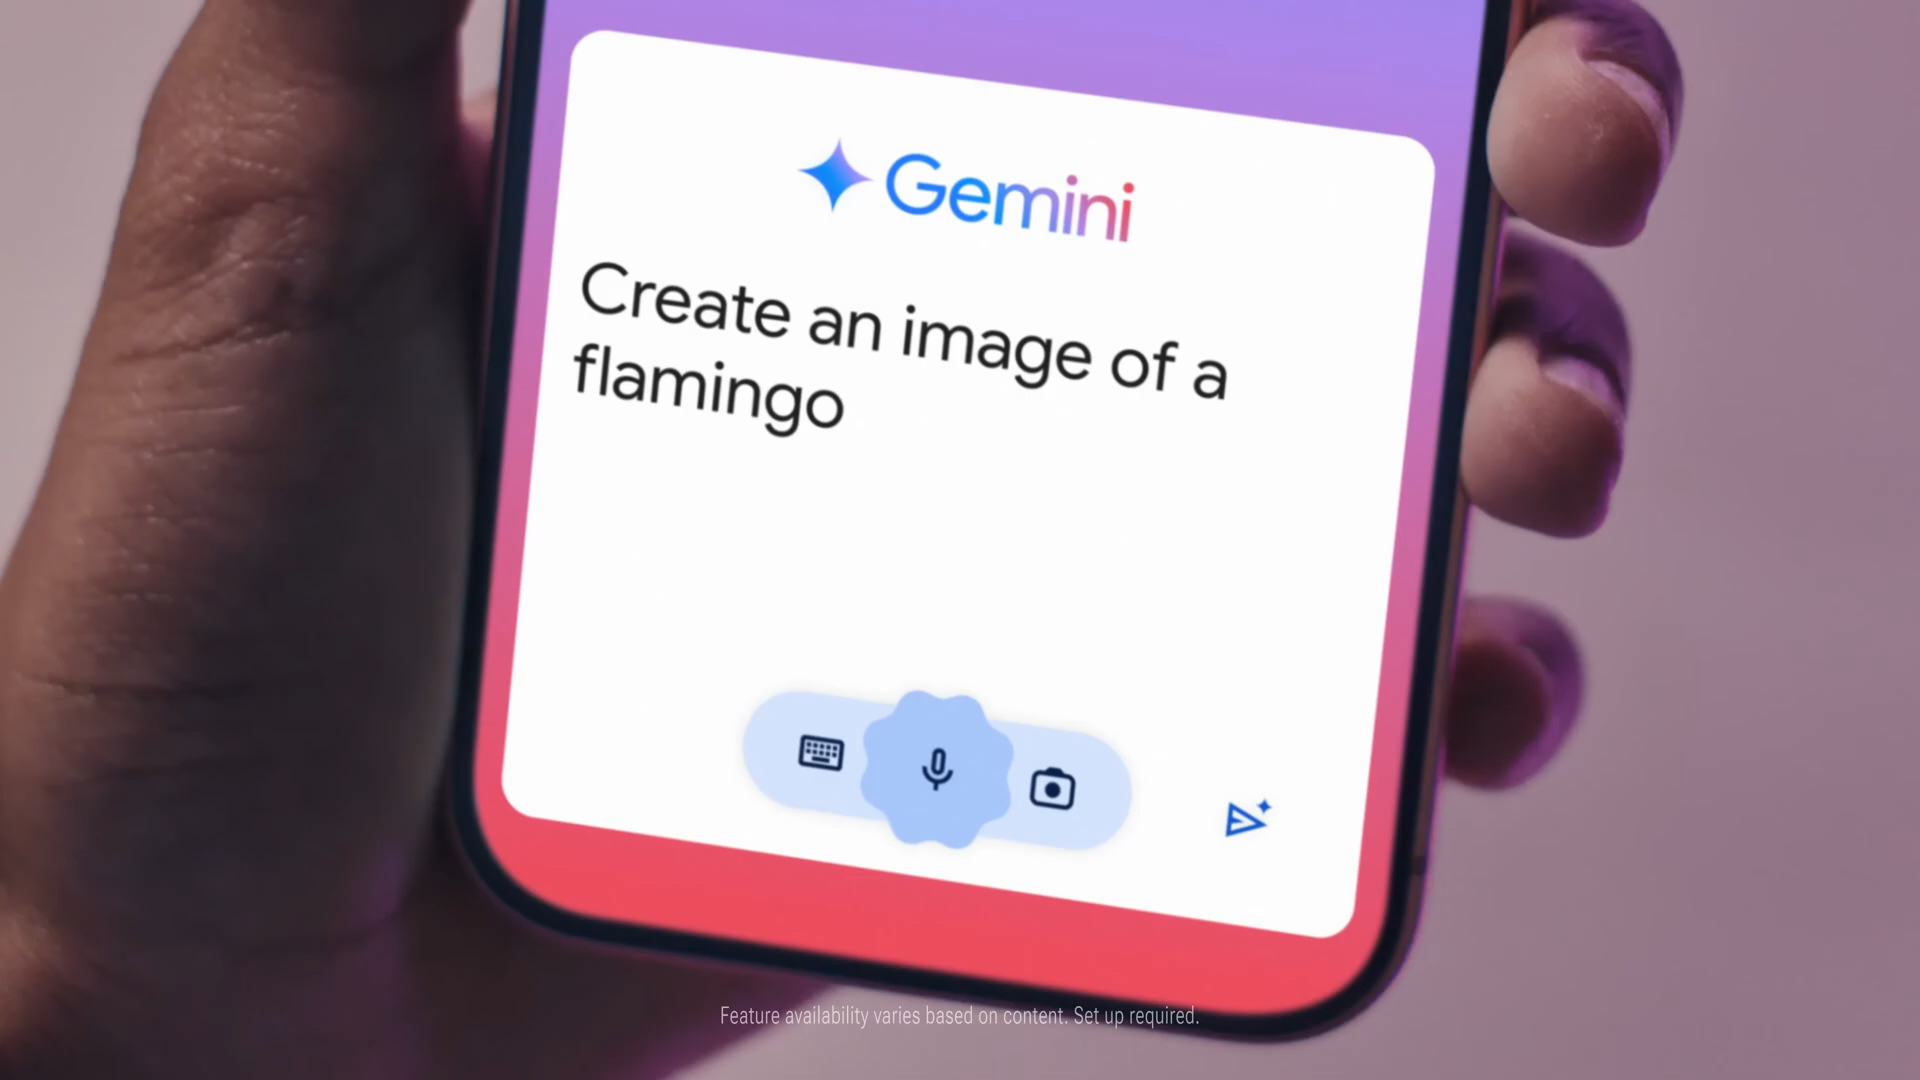 Gemini
Create an image of a
flamingo
Feature availability varies based on content. Set up required.